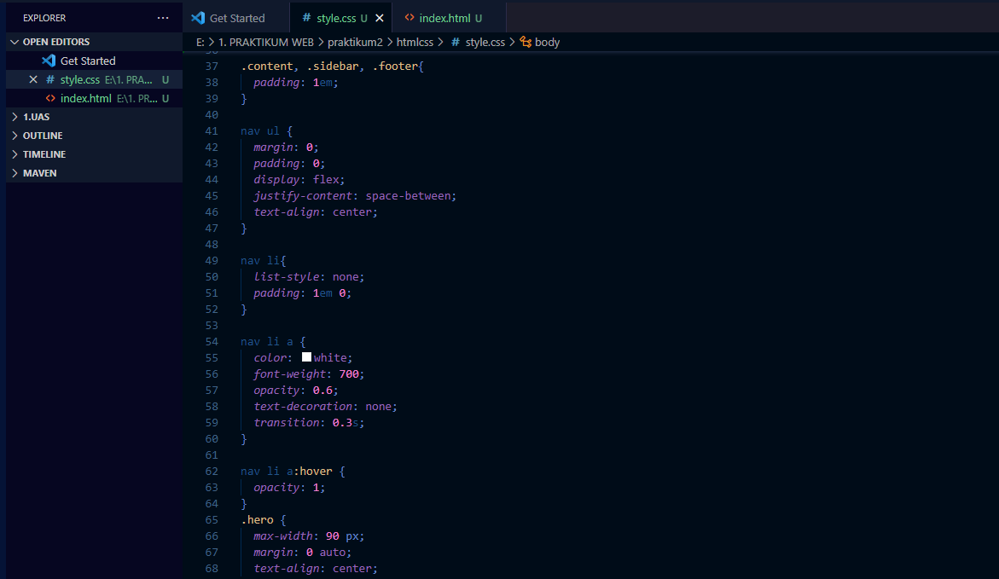 EXPLORER ...
OPEN EDITORS
Get Started
# style.css E:\1. PRA... U
<> index.html E:\1. PR... U
1.UAS
OUTLINE
TIMELINE
MAVEN
Get Started # style.css U <> index.html U
E: > 1. PRAKTIKUM WEB > praktikum2 > htmlcss > # style.css > body
37 .content, .sidebar, .footer{
38 padding: 1em;
39 }
40
41 nav ul {
42 margin: 0;
43 padding: 0;
44 display: flex;
45 justify-content: space-between;
46 text-align: center;
47 }
48
49 nav li{
50 list-style: none;
51 padding: 1em 0;
52 }
53
54 nav li a {
55 color: white;
56 font-weight: 700;
57 opacity: 0.6;
58 text-decoration: none;
59 transition: 0.3s;
60 }
61
62 nav li a:hover {
63 opacity: 1;
64 }
65 .hero {
66 max-width: 90 px;
67 margin: 0 auto;
68 text-align: center;